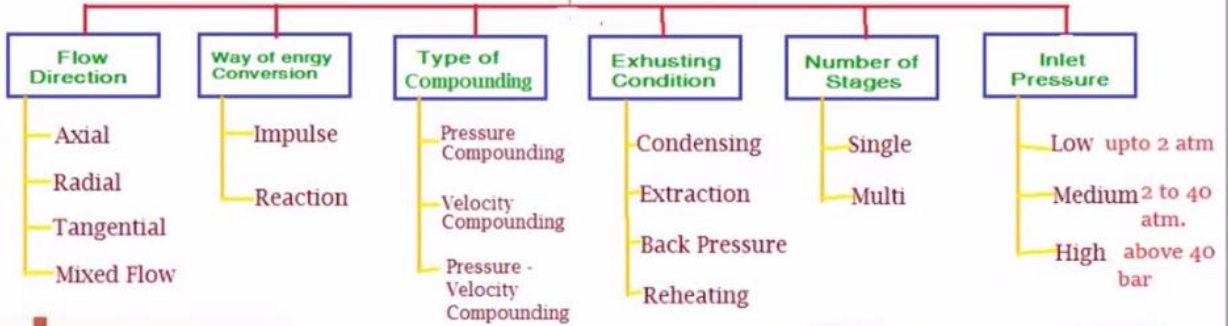 Flow
Direction
Axial
Radial
Tangential
Mixed Flow
Way of enrgy
Conversion
Impulse
Reaction
Type of
Compounding
Pressure
Compounding
Velocity
Compounding
Pressure -
Velocity
Compounding
Exhusting
Condition
Condensing
Extraction
Back Pressure
Reheating
Number of
Stages
Single
Multi
Inlet
Pressure
Low upto 2 atm
Medium 2 to 40
atm.
High above 40
bar